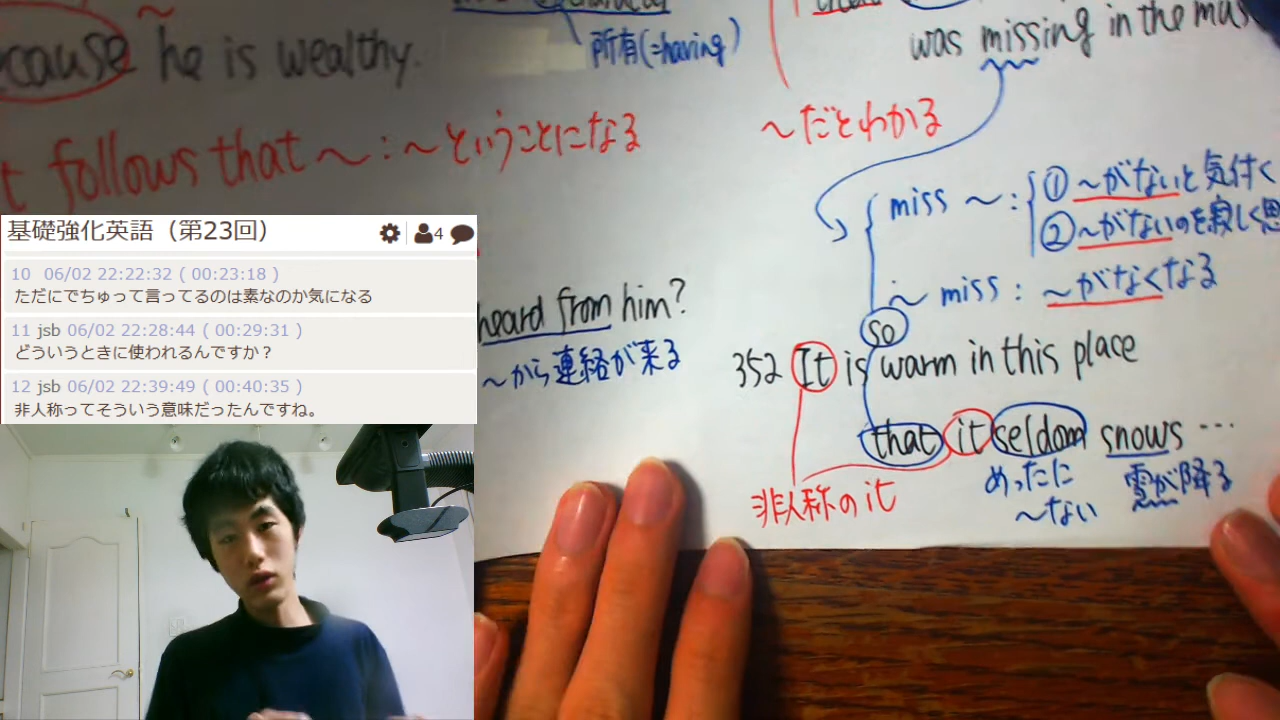 he is wealthy.
所有(=having)
was missing in the
follows that 〜:〜ということになる
〜だとわかる
miss 〜:
①〜がないと気付く
②〜がないのを寂しく思
〜 miss : 〜がなくなる
基礎強化英語（第23回）
4
10 06/02 22:22:32 ( 00:23:18 )
ただにでちゅって言ってるのは素なのか気になる
11 jsb 06/02 22:28:44 ( 00:29:31 )
どういうときに使われるんですか？
12 jsb 06/02 22:39:49 ( 00:40:35 )
非人称ってそういう意味だったんですね。
heard from him?
〜から連絡が来る
so
352 It is warm in this place
that it seldom snows …
非人称のit
めったに
〜ない
雪が降る